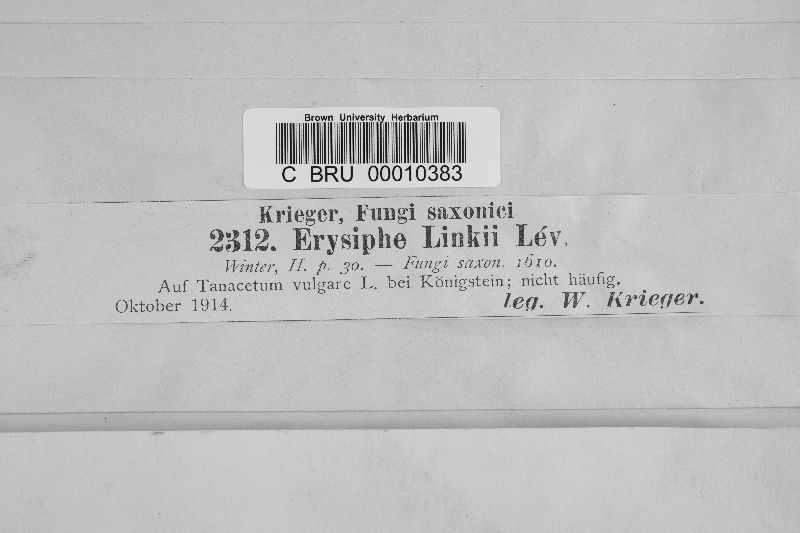 Brown University Herbarium
C BRU 00010383
Krieger, Fungi saxonici
2312. Erysiphe Linkii Lév.
Winter, II. p. 30. — Fungi saxon. 1610.
Auf Tanacetum vulgare L. bei Königstein; nicht häufig.
Oktober 1914. leg. W. Krieger.